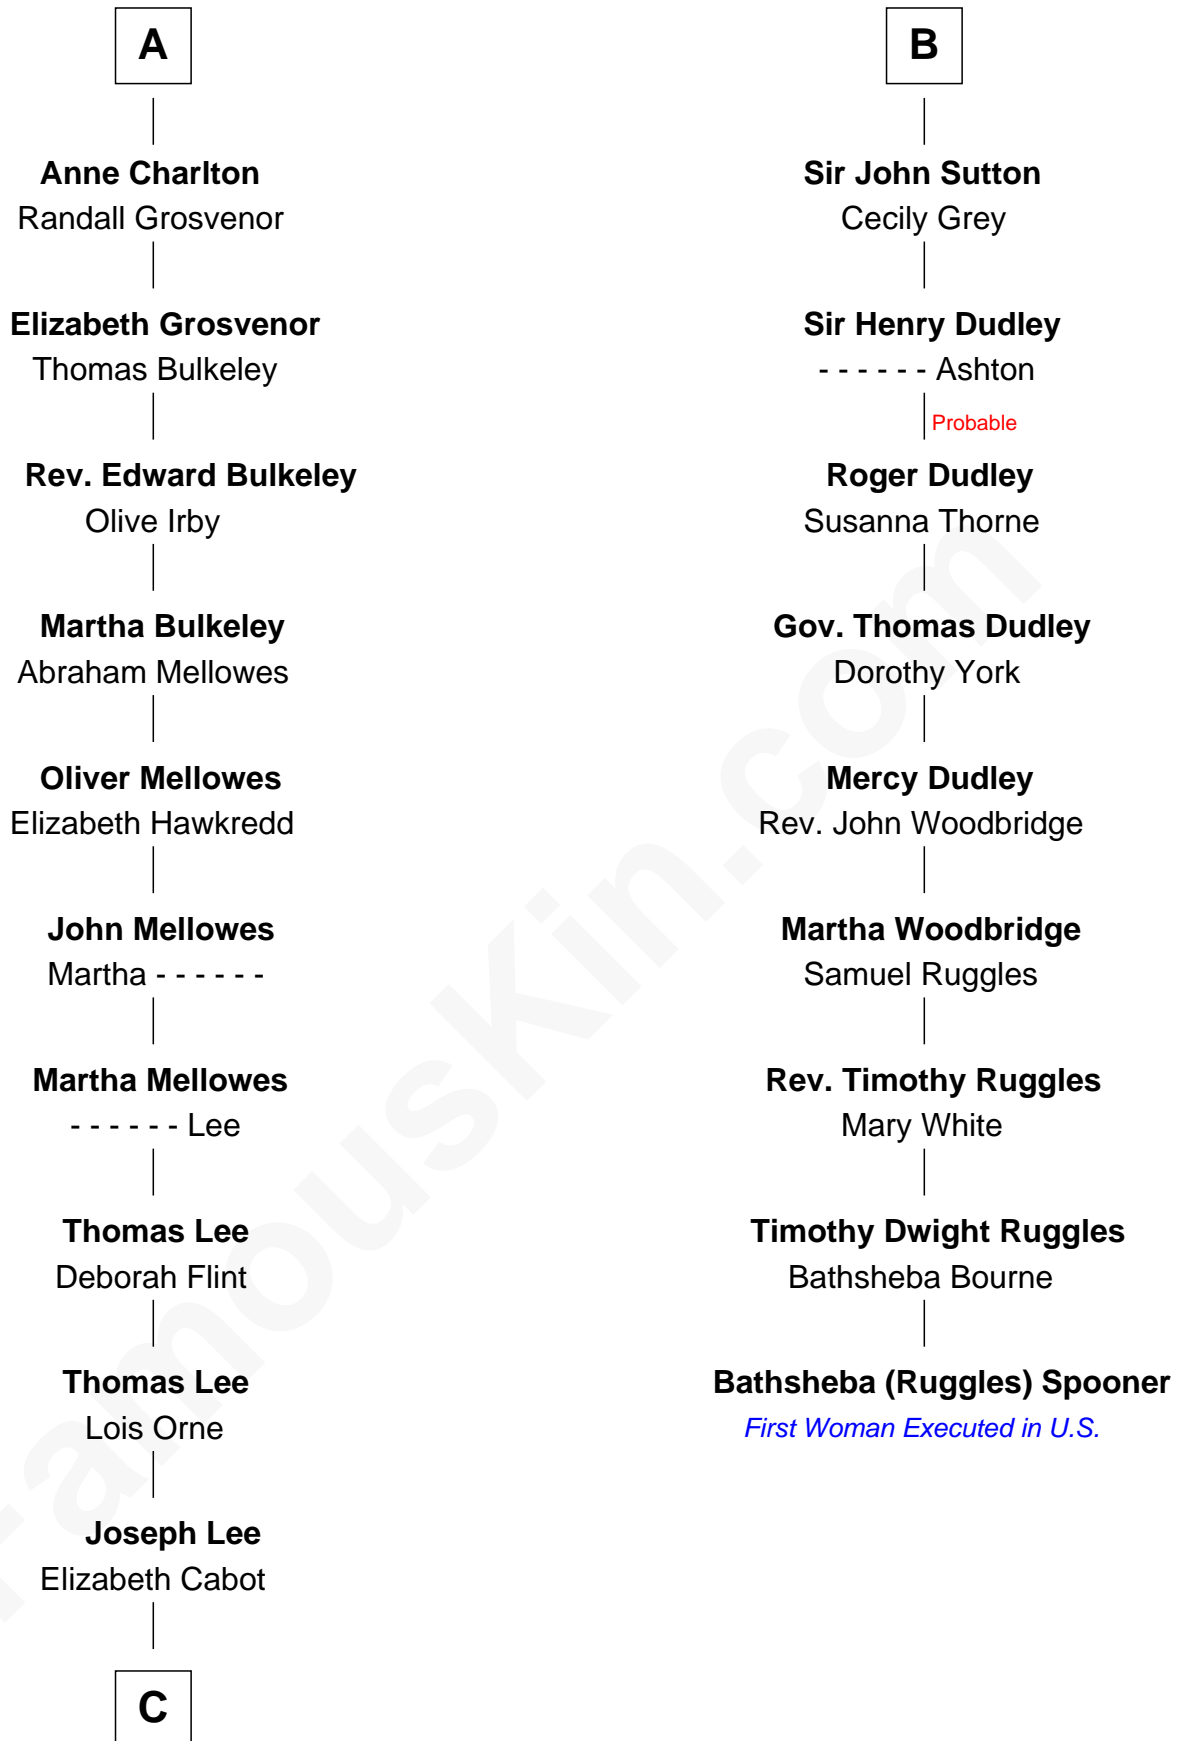 A
Anne Charlton
Randall Grosvenor
Elizabeth Grosvenor
Thomas Bulkeley
Rev. Edward Bulkeley
Olive Irby
Martha Bulkeley
Abraham Mellowes
Oliver Mellowes
Elizabeth Hawkredd
John Mellowes
Martha - - - - - -
Martha Mellowes
- - - - - - Lee
Thomas Lee
Deborah Flint
Thomas Lee
Lois Orne
Joseph Lee
Elizabeth Cabot
C
B
Sir John Sutton
Cecily Grey
Sir Henry Dudley
- - - - - - Ashton
Probable
Roger Dudley
Susanna Thorne
Gov. Thomas Dudley
Dorothy York
Mercy Dudley
Rev. John Woodbridge
Martha Woodbridge
Samuel Ruggles
Rev. Timothy Ruggles
Mary White
Timothy Dwight Ruggles
Bathsheba Bourne
Bathsheba (Ruggles) Spooner
First Woman Executed in U.S.
FamousKin.com